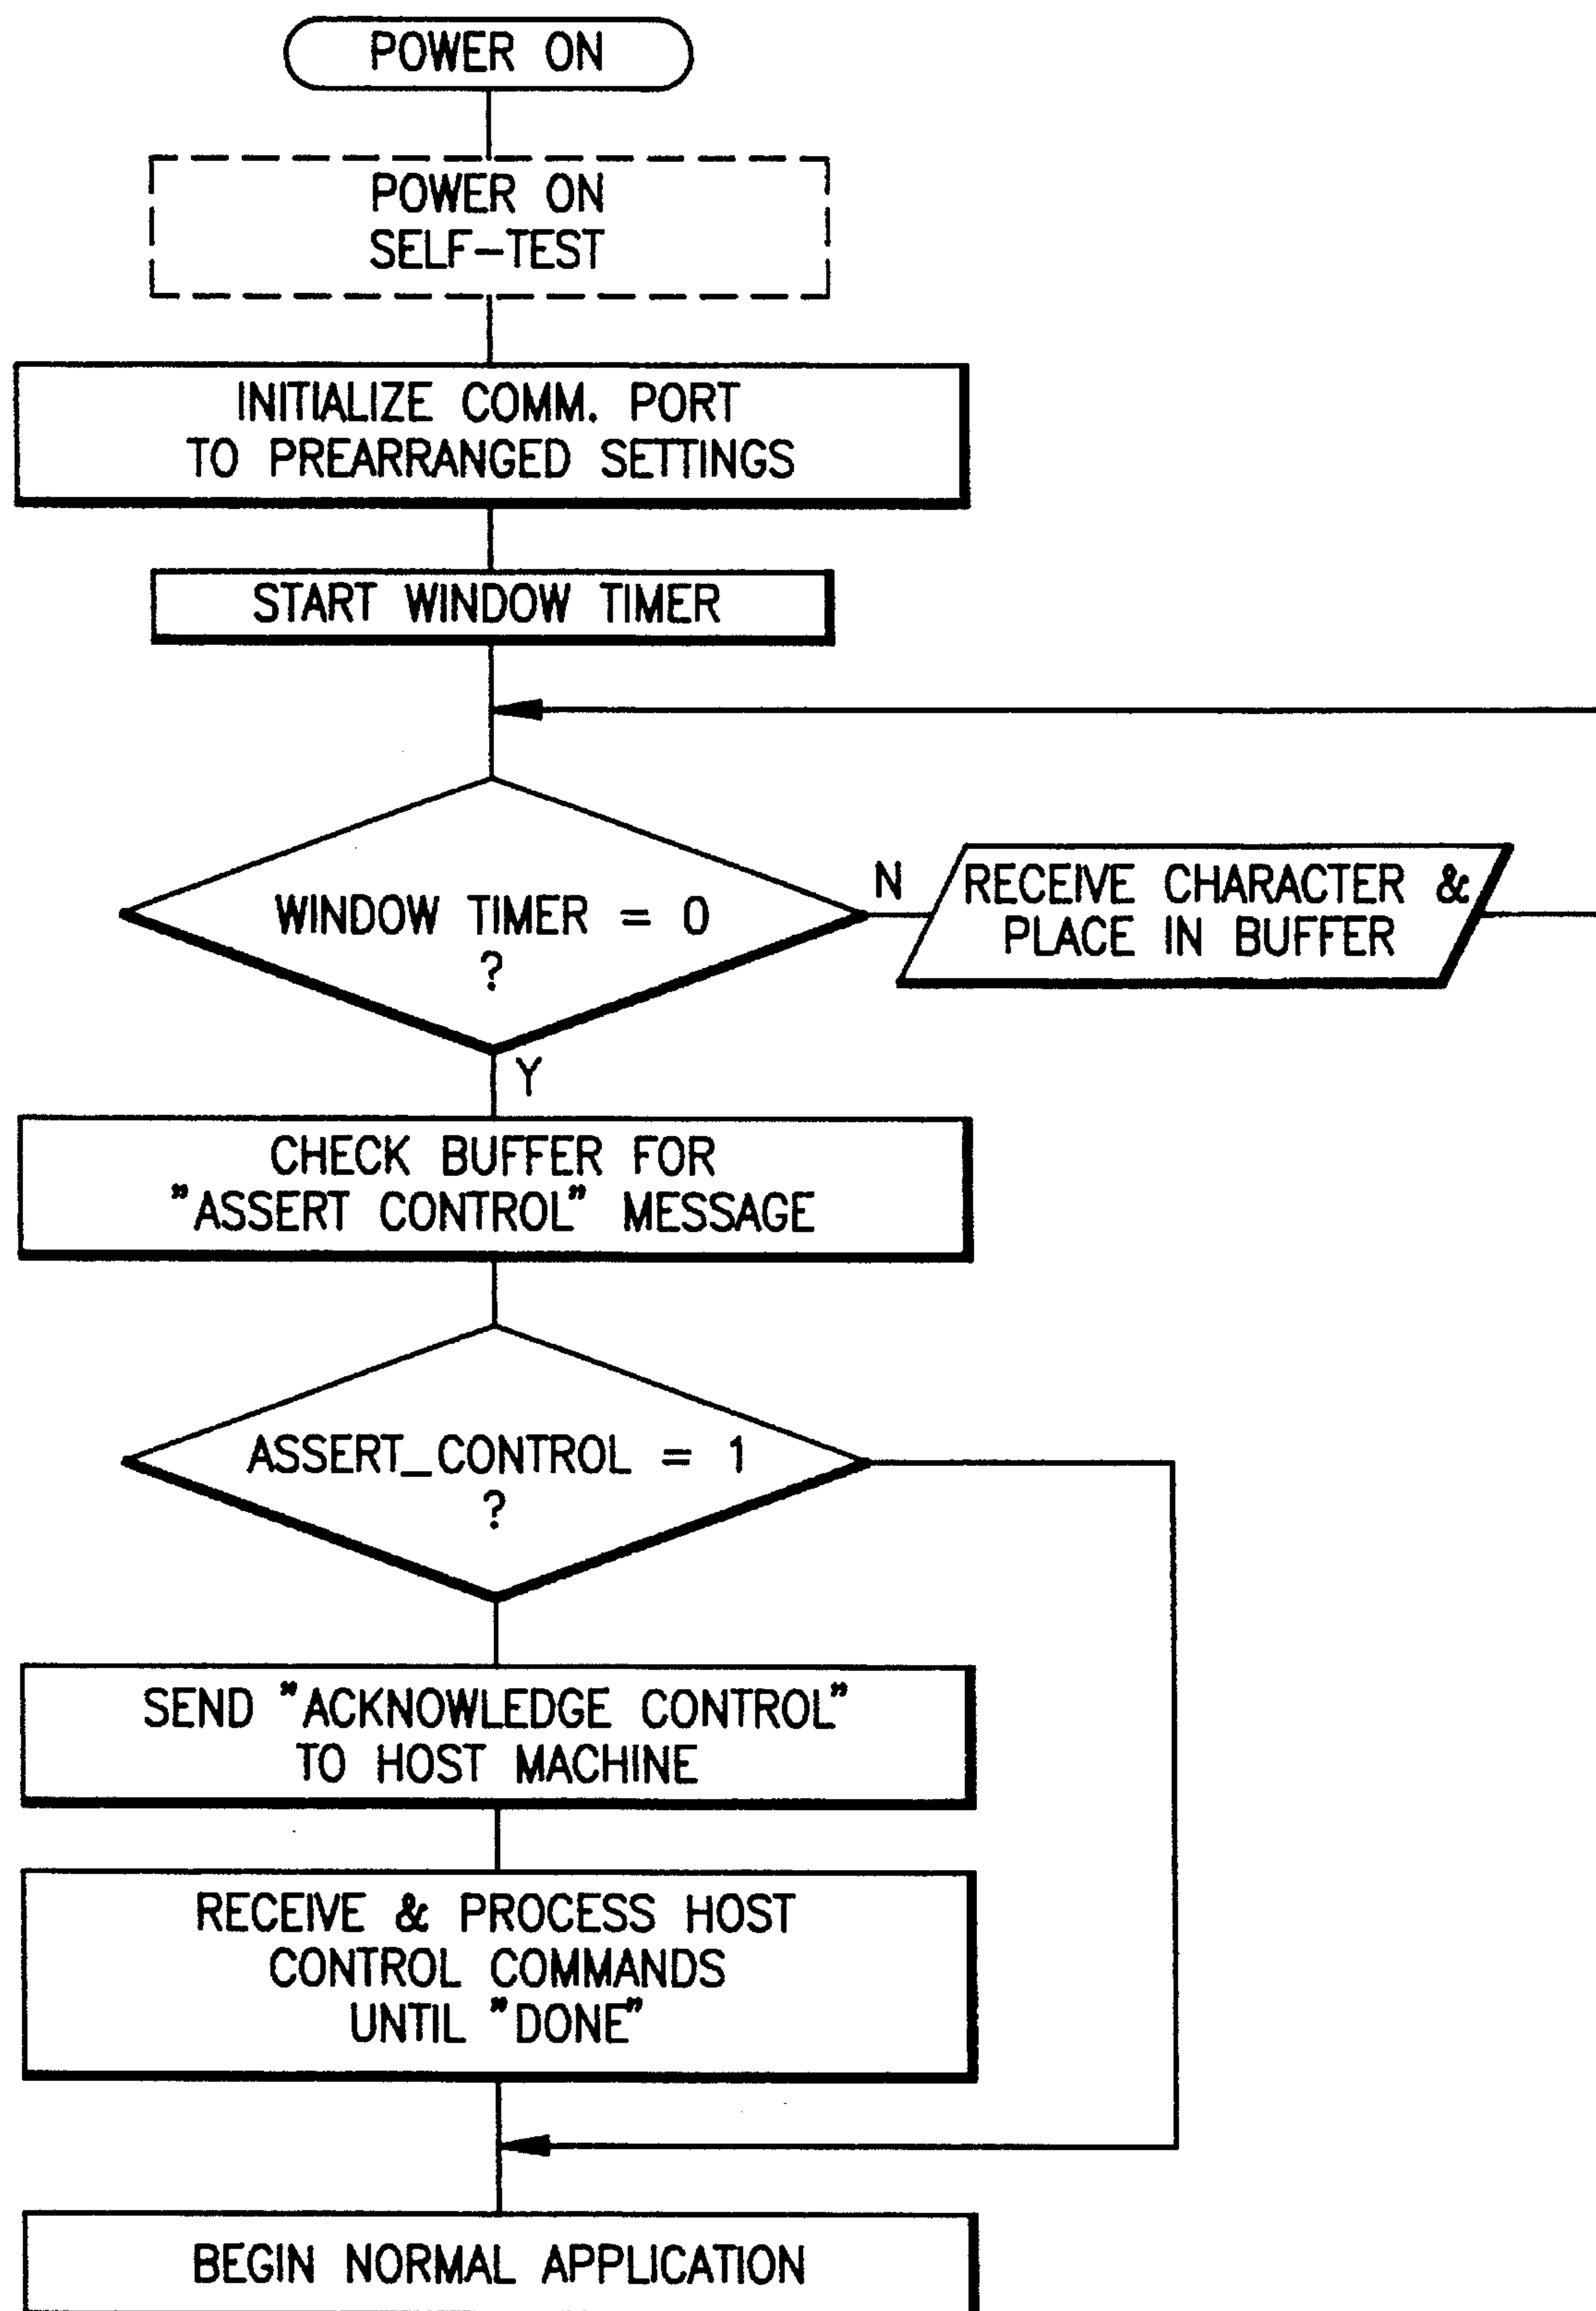 POWER ON
POWER ON
SELF-TEST
INITIALIZE COMM. PORT
TO PREARRANGED SETTINGS
START WINDOW TIMER
WINDOW TIMER = 0
?
N
RECEIVE CHARACTER &
PLACE IN BUFFER
Y
CHECK BUFFER FOR
"ASSERT CONTROL" MESSAGE
ASSERT_CONTROL = 1
?
SEND "ACKNOWLEDGE CONTROL"
TO HOST MACHINE
RECEIVE & PROCESS HOST
CONTROL COMMANDS
UNTIL "DONE"
BEGIN NORMAL APPLICATION